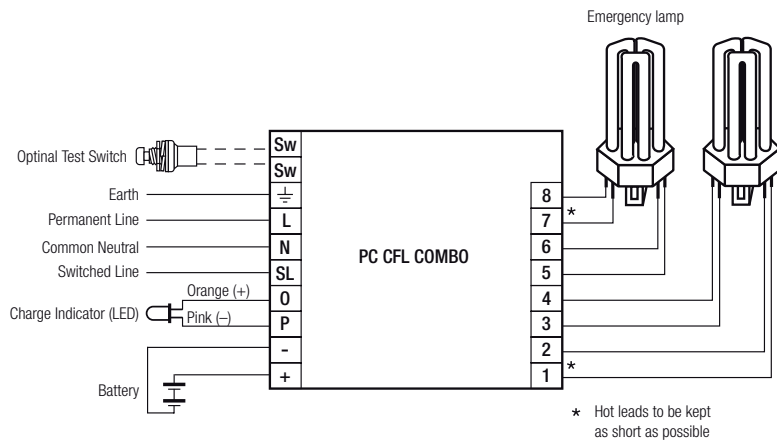 Emergency lamp
Optinal Test Switch
Sw
Sw
Earth
Permanent Line
L
Common Neutral
N
Switched Line
SL
Orange (+)
O
Charge Indicator (LED)
Pink (–)
P
-
Battery
+
PC CFL COMBO
8
7
*
6
5
4
3
2
1
*
* Hot leads to be kept
as short as possible